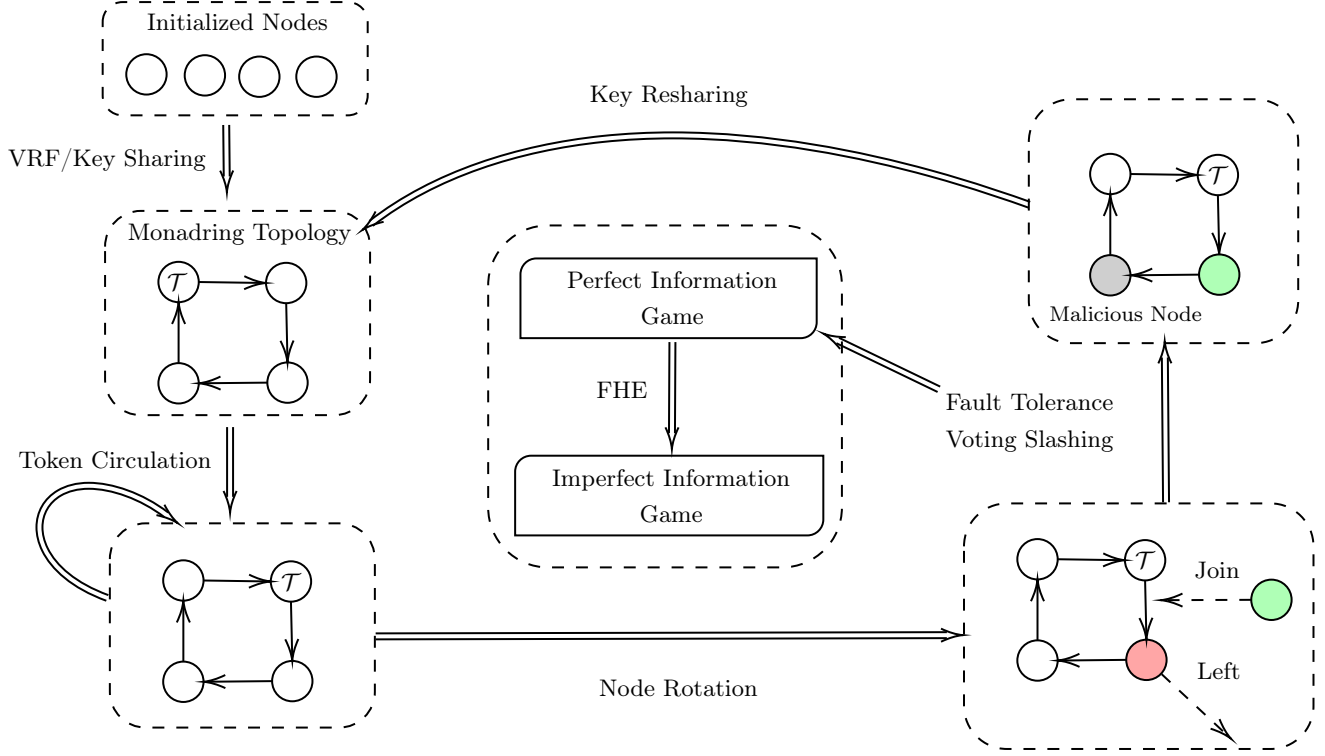 Initialized Nodes
VRF/Key Sharing
Key Resharing
Monadring Topology
𝒯
Token Circulation
𝒯
Perfect Information
Game
FHE
Imperfect Information
Game
Fault Tolerance
Voting Slashing
Node Rotation
𝒯
Malicious Node
𝒯
Join
Left